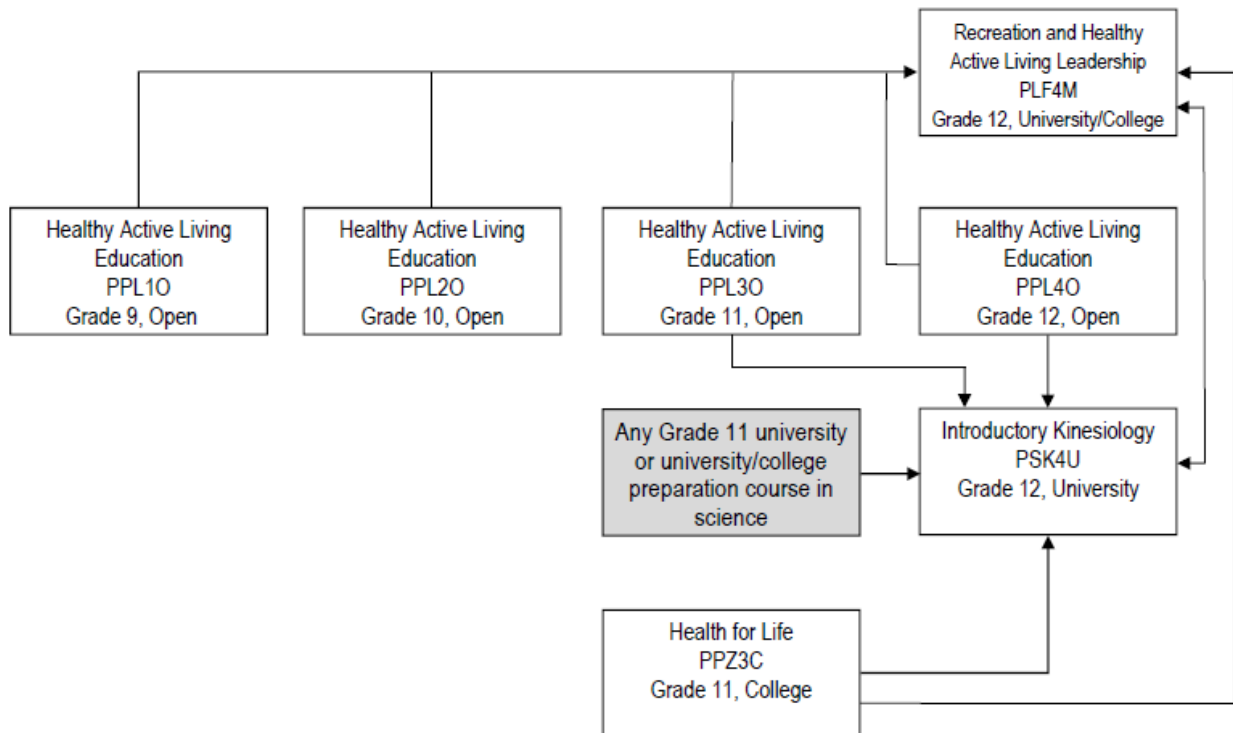 Recreation and Healthy
Active Living Leadership
PLF4M
Grade 12, University/College
Healthy Active Living
Education
PPL1O
Grade 9, Open
Healthy Active Living
Education
PPL2O
Grade 10, Open
Healthy Active Living
Education
PPL3O
Grade 11, Open
Healthy Active Living
Education
PPL4O
Grade 12, Open
Any Grade 11 university
or university/college
preparation course in
science
Introductory Kinesiology
PSK4U
Grade 12, University
Health for Life
PPZ3C
Grade 11, College